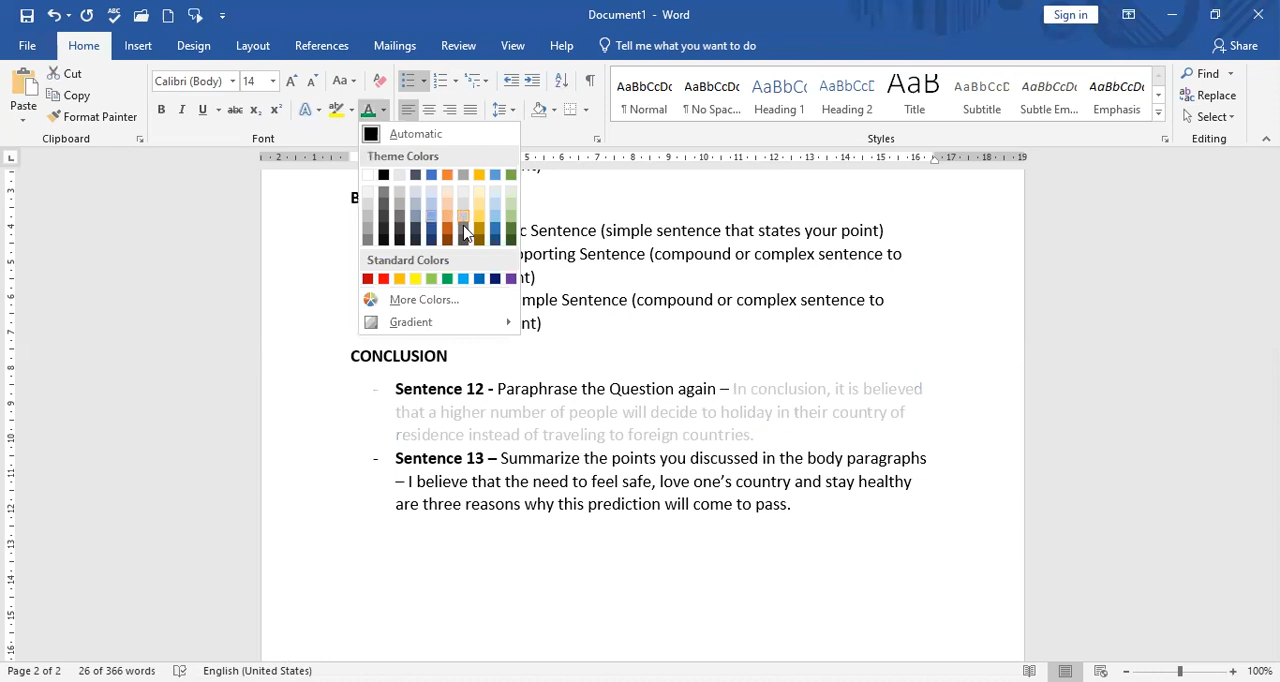 Document1 - Word
Sign in
File Home Insert Design Layout References Mailings Review View Help Tell me what you want to do Share
Paste Cut Copy Format Painter
Calibri (Body) 14 Aa
AaBbCcDc AaBbCcDc AaBbCc AaBbCcD AaB AaBbCcD AaBbCcDc AaBbCcDc
¶ Normal ¶ No Spac... Heading 1 Heading 2 Title Subtitle Subtle Em... Emphasis
Find Replace Select
Clipboard Font Styles Editing
Automatic
Theme Colors
Standard Colors
More Colors...
Gradient
B
c Sentence (simple sentence that states your point)
porting Sentence (compound or complex sentence to
nt)
mple Sentence (compound or complex sentence to
nt)
CONCLUSION
- Sentence 12 - Paraphrase the Question again – In conclusion, it is believed
that a higher number of people will decide to holiday in their country of
residence instead of traveling to foreign countries.
- Sentence 13 – Summarize the points you discussed in the body paragraphs
– I believe that the need to feel safe, love one's country and stay healthy
are three reasons why this prediction will come to pass.
Page 2 of 2 26 of 366 words English (United States) 100%